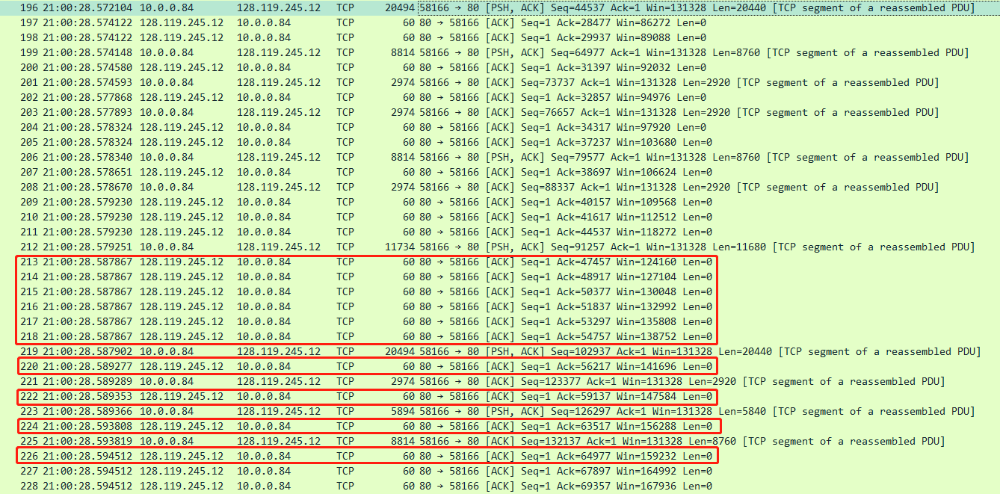 196 21:00:28.572104 10.0.0.84 128.119.245.12 TCP 20494 58166 → 80 [PSH, ACK] Seq=44537 Ack=1 Win=131328 Len=20440 [TCP segment of a reassembled PDU]
197 21:00:28.574122 128.119.245.12 10.0.0.84 TCP 60 80 → 58166 [ACK] Seq=1 Ack=28477 Win=86272 Len=0
198 21:00:28.574122 128.119.245.12 10.0.0.84 TCP 60 80 → 58166 [ACK] Seq=1 Ack=29937 Win=89088 Len=0
199 21:00:28.574148 10.0.0.84 128.119.245.12 TCP 8814 58166 → 80 [PSH, ACK] Seq=64977 Ack=1 Win=131328 Len=8760 [TCP segment of a reassembled PDU]
200 21:00:28.574580 128.119.245.12 10.0.0.84 TCP 60 80 → 58166 [ACK] Seq=1 Ack=31397 Win=92032 Len=0
201 21:00:28.574593 10.0.0.84 128.119.245.12 TCP 2974 58166 → 80 [ACK] Seq=73737 Ack=1 Win=131328 Len=2920 [TCP segment of a reassembled PDU]
202 21:00:28.577868 128.119.245.12 10.0.0.84 TCP 60 80 → 58166 [ACK] Seq=1 Ack=32857 Win=94976 Len=0
203 21:00:28.577893 10.0.0.84 128.119.245.12 TCP 2974 58166 → 80 [ACK] Seq=76657 Ack=1 Win=131328 Len=2920 [TCP segment of a reassembled PDU]
204 21:00:28.578324 128.119.245.12 10.0.0.84 TCP 60 80 → 58166 [ACK] Seq=1 Ack=34317 Win=97920 Len=0
205 21:00:28.578324 128.119.245.12 10.0.0.84 TCP 60 80 → 58166 [ACK] Seq=1 Ack=37237 Win=103680 Len=0
206 21:00:28.578340 10.0.0.84 128.119.245.12 TCP 8814 58166 → 80 [PSH, ACK] Seq=79577 Ack=1 Win=131328 Len=8760 [TCP segment of a reassembled PDU]
207 21:00:28.578651 128.119.245.12 10.0.0.84 TCP 60 80 → 58166 [ACK] Seq=1 Ack=38697 Win=106624 Len=0
208 21:00:28.578670 10.0.0.84 128.119.245.12 TCP 2974 58166 → 80 [ACK] Seq=88337 Ack=1 Win=131328 Len=2920 [TCP segment of a reassembled PDU]
209 21:00:28.579230 128.119.245.12 10.0.0.84 TCP 60 80 → 58166 [ACK] Seq=1 Ack=40157 Win=109568 Len=0
210 21:00:28.579230 128.119.245.12 10.0.0.84 TCP 60 80 → 58166 [ACK] Seq=1 Ack=41617 Win=112512 Len=0
211 21:00:28.579230 128.119.245.12 10.0.0.84 TCP 60 80 → 58166 [ACK] Seq=1 Ack=44537 Win=118272 Len=0
212 21:00:28.579251 10.0.0.84 128.119.245.12 TCP 11734 58166 → 80 [PSH, ACK] Seq=91257 Ack=1 Win=131328 Len=11680 [TCP segment of a reassembled PDU]
213 21:00:28.587867 128.119.245.12 10.0.0.84 TCP 60 80 → 58166 [ACK] Seq=1 Ack=47457 Win=124160 Len=0
214 21:00:28.587867 128.119.245.12 10.0.0.84 TCP 60 80 → 58166 [ACK] Seq=1 Ack=48917 Win=127104 Len=0
215 21:00:28.587867 128.119.245.12 10.0.0.84 TCP 60 80 → 58166 [ACK] Seq=1 Ack=50377 Win=130048 Len=0
216 21:00:28.587867 128.119.245.12 10.0.0.84 TCP 60 80 → 58166 [ACK] Seq=1 Ack=51837 Win=132992 Len=0
217 21:00:28.587867 128.119.245.12 10.0.0.84 TCP 60 80 → 58166 [ACK] Seq=1 Ack=53297 Win=135808 Len=0
218 21:00:28.587867 128.119.245.12 10.0.0.84 TCP 60 80 → 58166 [ACK] Seq=1 Ack=54757 Win=138752 Len=0
219 21:00:28.587902 10.0.0.84 128.119.245.12 TCP 20494 58166 → 80 [PSH, ACK] Seq=102937 Ack=1 Win=131328 Len=20440 [TCP segment of a reassembled PDU]
220 21:00:28.589277 128.119.245.12 10.0.0.84 TCP 60 80 → 58166 [ACK] Seq=1 Ack=56217 Win=141696 Len=0
221 21:00:28.589289 10.0.0.84 128.119.245.12 TCP 2974 58166 → 80 [ACK] Seq=123377 Ack=1 Win=131328 Len=2920 [TCP segment of a reassembled PDU]
222 21:00:28.589353 128.119.245.12 10.0.0.84 TCP 60 80 → 58166 [ACK] Seq=1 Ack=59137 Win=147584 Len=0
223 21:00:28.589366 10.0.0.84 128.119.245.12 TCP 5894 58166 → 80 [PSH, ACK] Seq=126297 Ack=1 Win=131328 Len=5840 [TCP segment of a reassembled PDU]
224 21:00:28.593808 128.119.245.12 10.0.0.84 TCP 60 80 → 58166 [ACK] Seq=1 Ack=63517 Win=156288 Len=0
225 21:00:28.593819 10.0.0.84 128.119.245.12 TCP 8814 58166 → 80 [ACK] Seq=132137 Ack=1 Win=131328 Len=8760 [TCP segment of a reassembled PDU]
226 21:00:28.594512 128.119.245.12 10.0.0.84 TCP 60 80 → 58166 [ACK] Seq=1 Ack=64977 Win=159232 Len=0
227 21:00:28.594512 128.119.245.12 10.0.0.84 TCP 60 80 → 58166 [ACK] Seq=1 Ack=67897 Win=164992 Len=0
228 21:00:28.594512 128.119.245.12 10.0.0.84 TCP 60 80 → 58166 [ACK] Seq=1 Ack=69357 Win=167936 Len=0